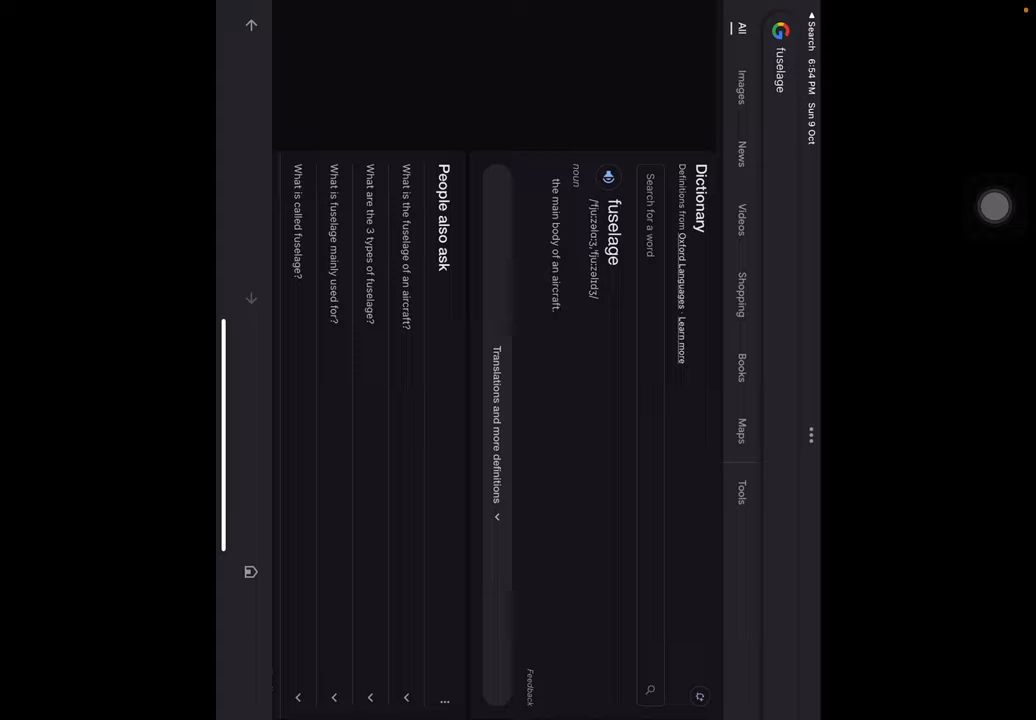 Search 6:54 PM Sun 9 Oct
fuselage
All Images News Videos Shopping Books Maps Tools
Dictionary
Definitions from Oxford Languages · Learn more
Search for a word
fuselage
/ˈfjuːzəlɑːʒ,ˈfjuːzəlɪdʒ/
noun
the main body of an aircraft.
Feedback
Translations and more definitions
People also ask
What is the fuselage of an aircraft?
What are the 3 types of fuselage?
What is fuselage mainly used for?
What is called fuselage?